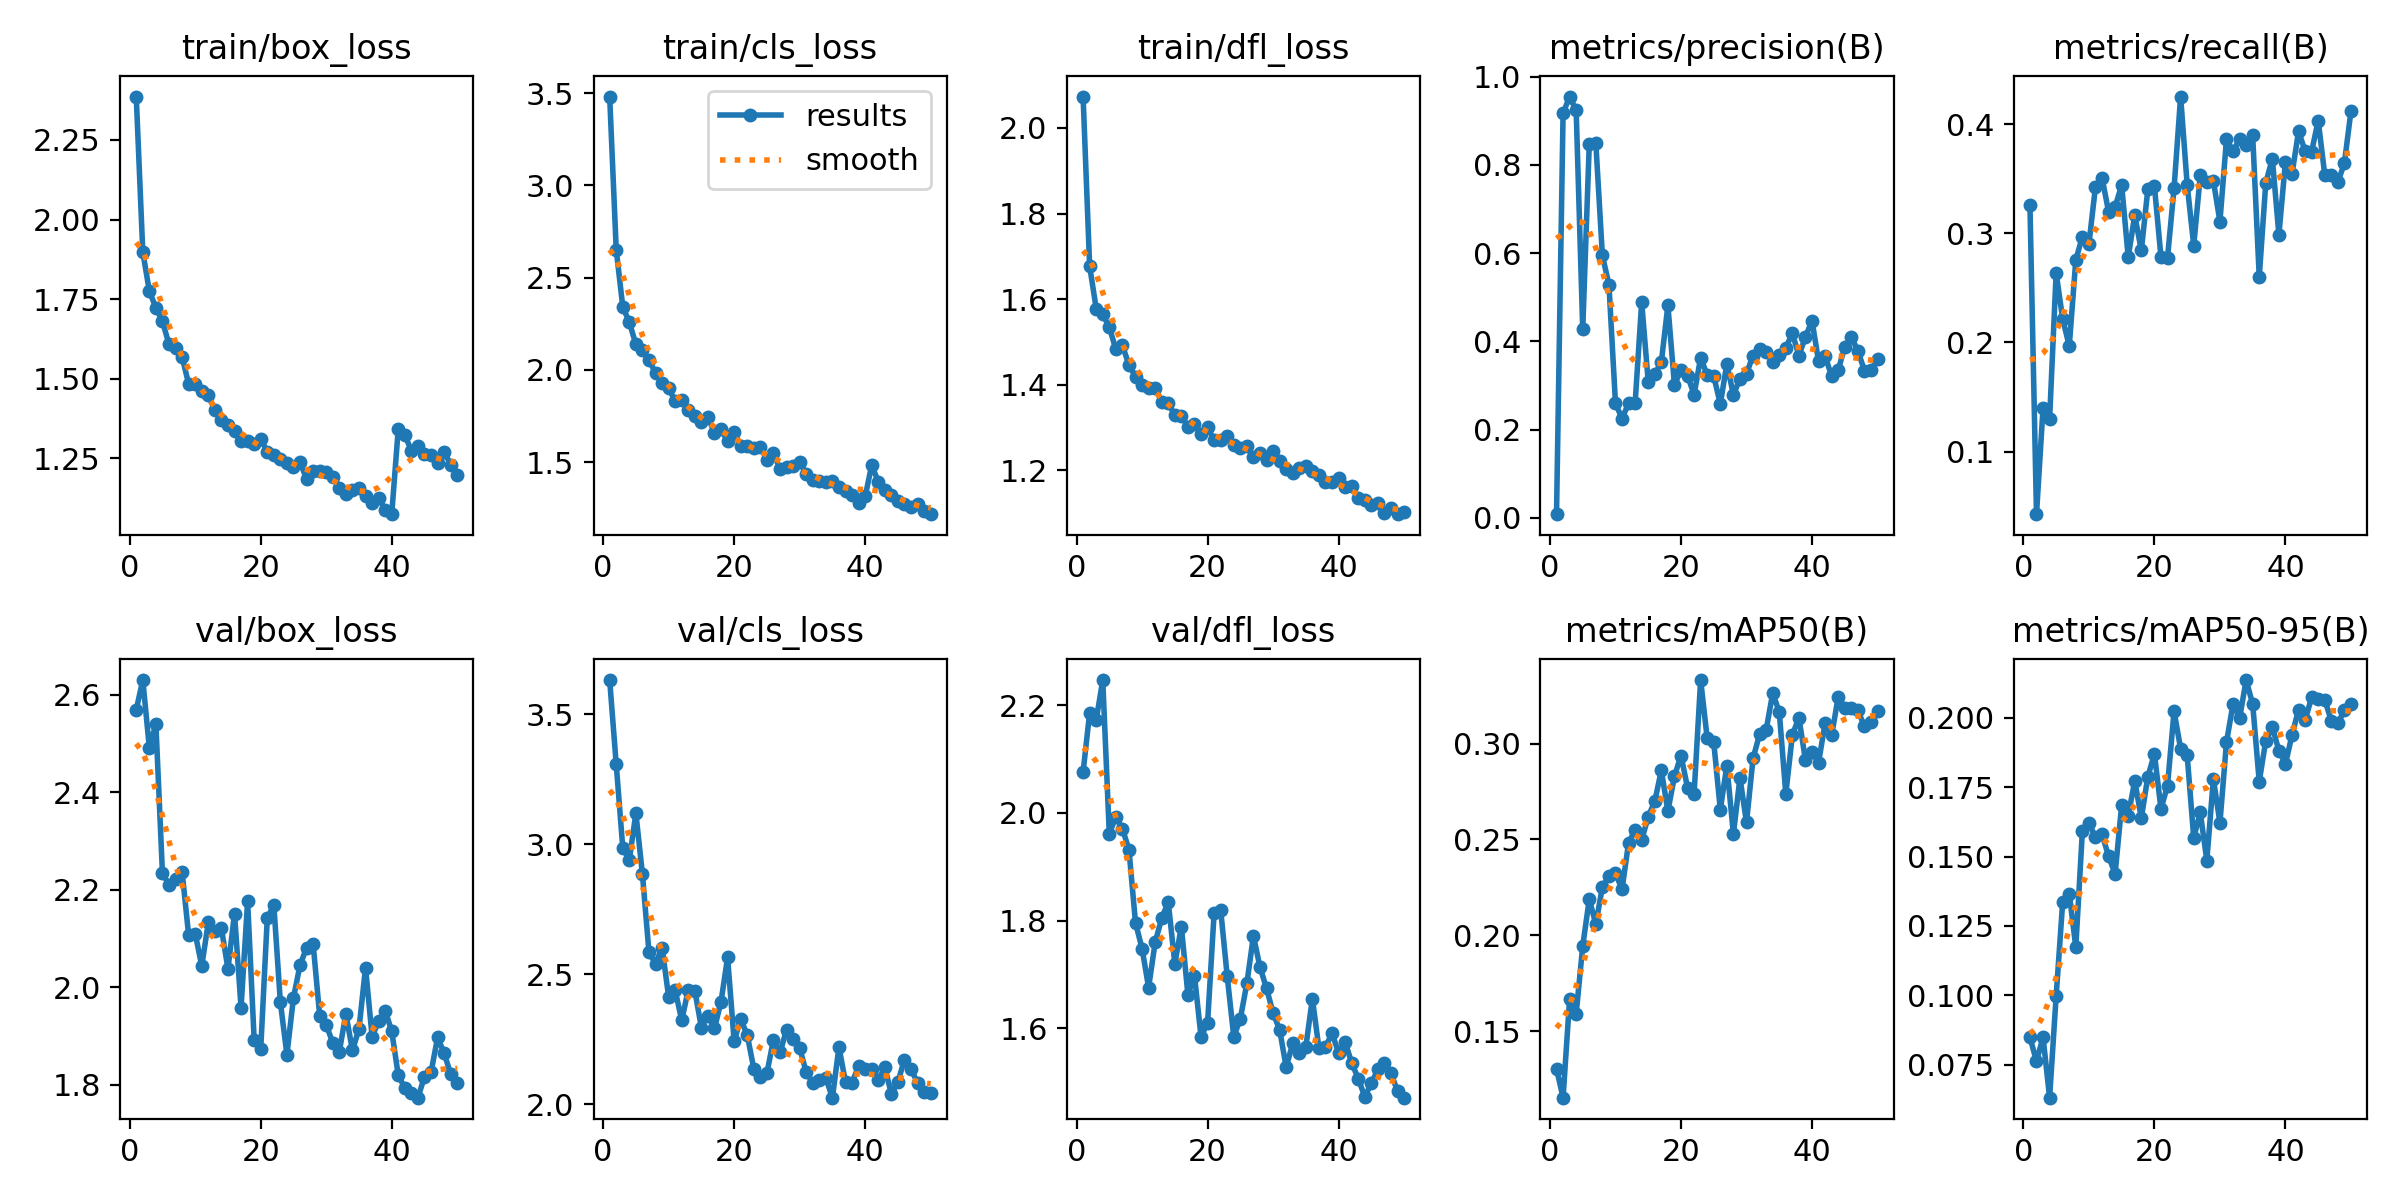 train/box_loss
train/cls_loss
train/dfl_loss
metrics/precision(B)
metrics/recall(B)
2.25
2.00
1.75
1.50
1.25
0 20 40
3.5
3.0
2.5
2.0
1.5
results
smooth
0 20 40
2.0
1.8
1.6
1.4
1.2
0 20 40
1.0
0.8
0.6
0.4
0.2
0.0
0 20 40
0.4
0.3
0.2
0.1
0 20 40
val/box_loss
val/cls_loss
val/dfl_loss
metrics/mAP50(B)
metrics/mAP50-95(B)
2.6
2.4
2.2
2.0
1.8
0 20 40
3.5
3.0
2.5
2.0
0 20 40
2.2
2.0
1.8
1.6
0 20 40
0.30
0.25
0.20
0.15
0 20 40
0.200
0.175
0.150
0.125
0.100
0.075
0 20 40